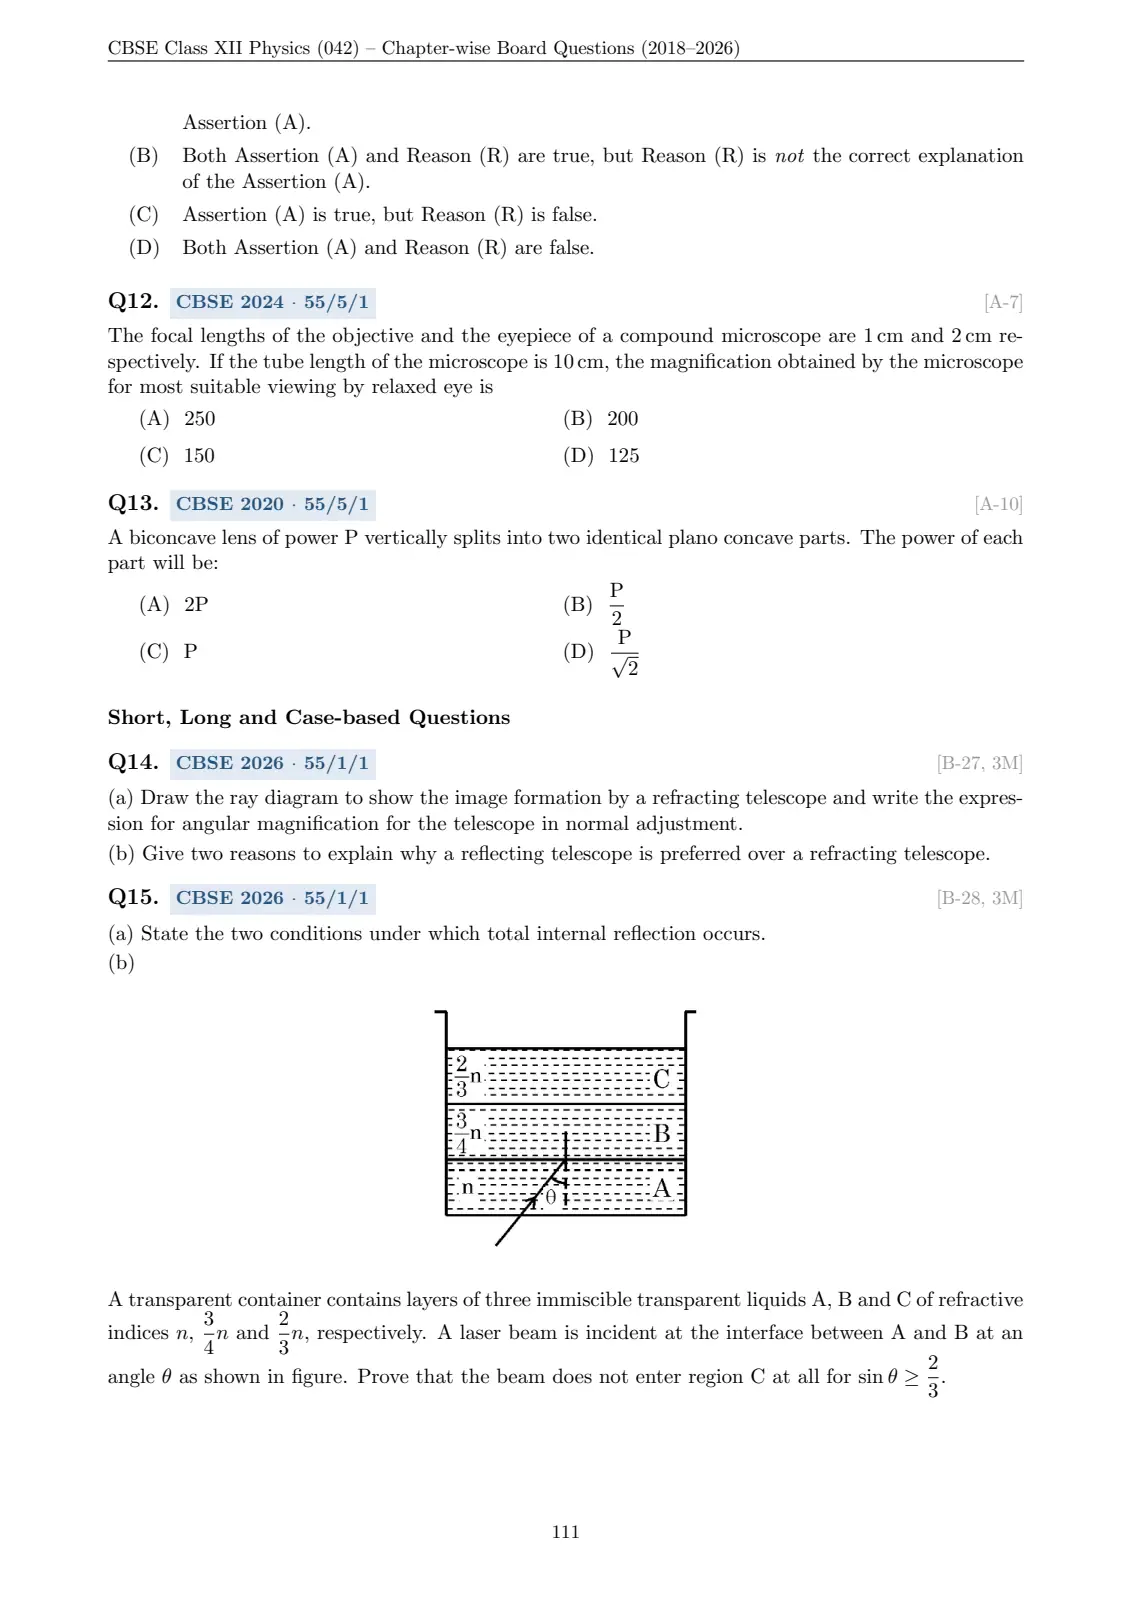 CBSE Class XII Physics (042) – Chapter-wise Board Questions (2018–2026)
Assertion (A).
(B) Both Assertion (A) and Reason (R) are true, but Reason (R) is not the correct explanation
of the Assertion (A).
(C) Assertion (A) is true, but Reason (R) is false.
(D) Both Assertion (A) and Reason (R) are false.
Q12. CBSE 2024 · 55/5/1 [A-7]
The focal lengths of the objective and the eyepiece of a compound microscope are 1 cm and 2 cm re-
spectively. If the tube length of the microscope is 10 cm, the magnification obtained by the microscope
for most suitable viewing by relaxed eye is
(A) 250 (B) 200
(C) 150 (D) 125
Q13. CBSE 2020 · 55/5/1 [A-10]
A biconcave lens of power P vertically splits into two identical plano concave parts. The power of each
part will be:
(A) 2P (B) P/2
(C) P (D) P/√2
Short, Long and Case-based Questions
Q14. CBSE 2026 · 55/1/1 [B-27, 3M]
(a) Draw the ray diagram to show the image formation by a refracting telescope and write the expres-
sion for angular magnification for the telescope in normal adjustment.
(b) Give two reasons to explain why a reflecting telescope is preferred over a refracting telescope.
Q15. CBSE 2026 · 55/1/1 [B-28, 3M]
(a) State the two conditions under which total internal reflection occurs.
(b)
2/3 n C
3/4 n B
n θ A
A transparent container contains layers of three immiscible transparent liquids A, B and C of refractive
indices n, 3/4 n and 2/3 n, respectively. A laser beam is incident at the interface between A and B at an
angle θ as shown in figure. Prove that the beam does not enter region C at all for sin θ ≥ 2/3.
111